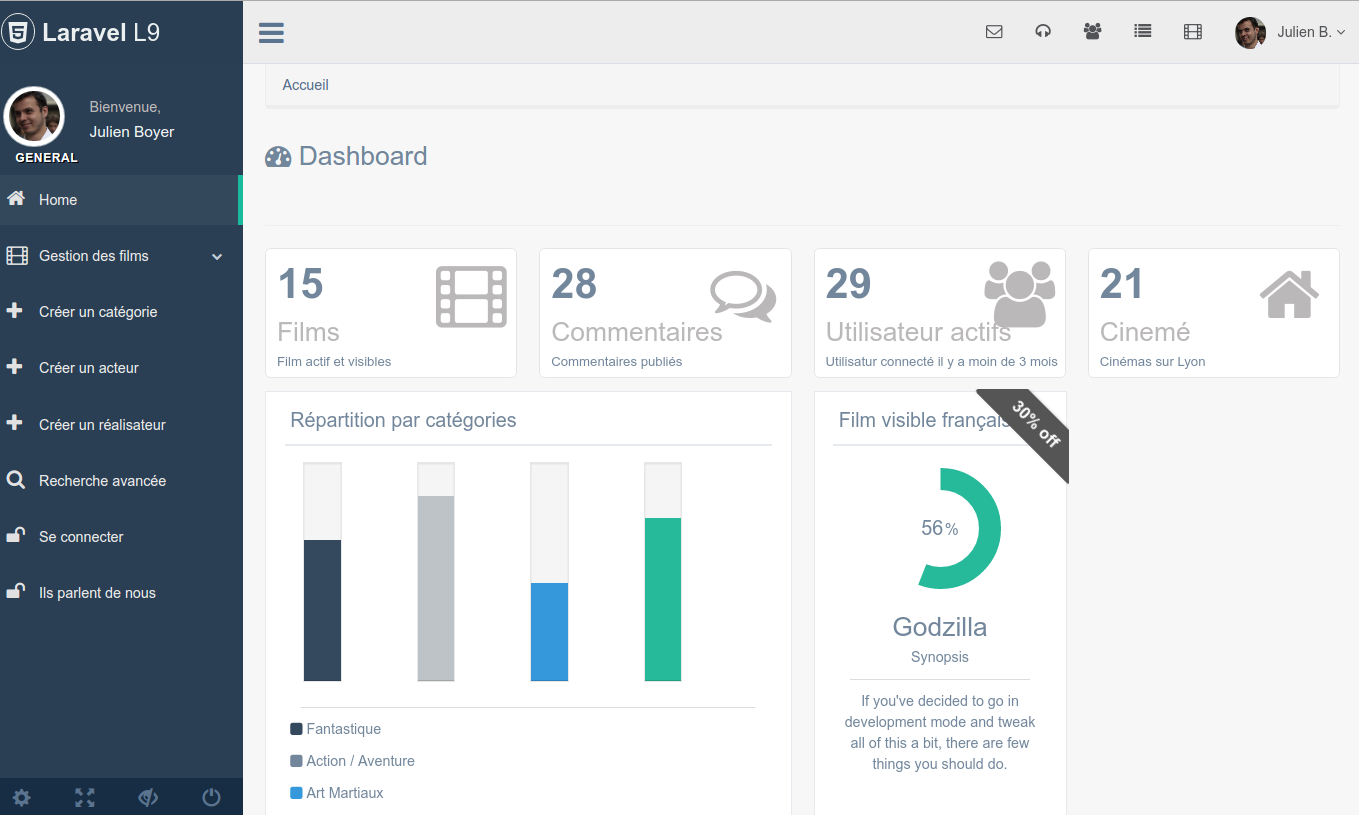 Laravel L9
Julien B.
Bienvenue,
Julien Boyer
GENERAL
Home
Gestion des films
Créer un catégorie
Créer un acteur
Créer un réalisateur
Recherche avancée
Se connecter
Ils parlent de nous
Accueil
Dashboard
15
Films
Film actif et visibles
28
Commentaires
Commentaires publiés
29
Utilisateur actifs
Utilisatur connecté il y a moin de 3 mois
21
Cinemé
Cinémas sur Lyon
Répartition par catégories
Fantastique
Action / Aventure
Art Martiaux
Film visible françai
30% off
56%
Godzilla
Synopsis
If you've decided to go in
development mode and tweak
all of this a bit, there are few
things you should do.